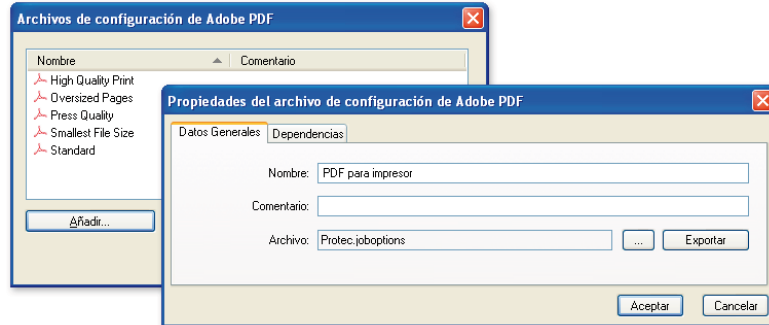 Archivos de configuración de Adobe PDF
Nombre Comentario
High Quality Print
Oversized Pages
Press Quality
Smallest File Size
Standard
Añadir...
Propiedades del archivo de configuración de Adobe PDF
Datos Generales Dependencias
Nombre: PDF para impresor
Comentario:
Archivo: Protec.joboptions ... Exportar
Aceptar Cancelar